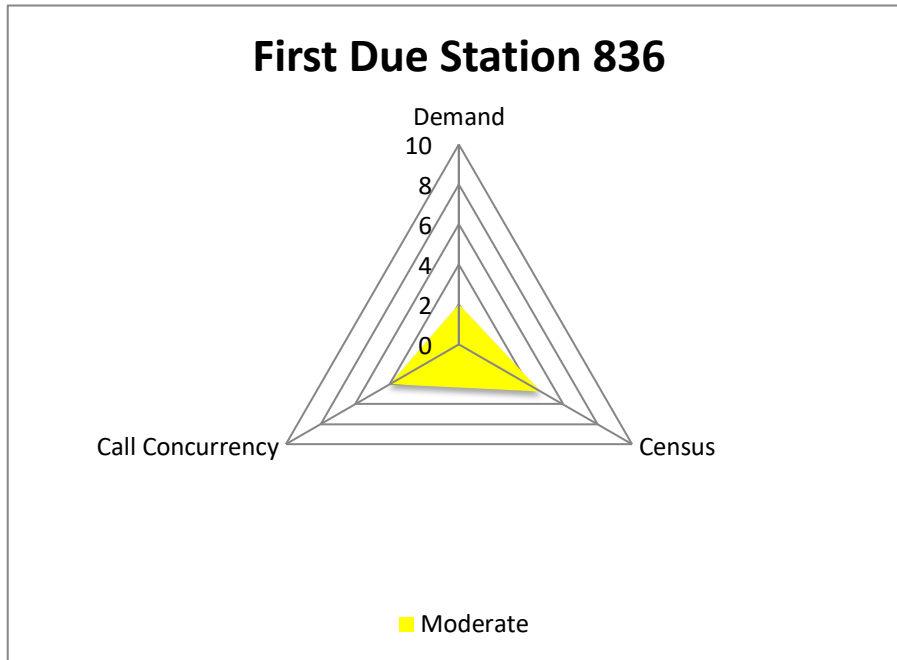 First Due Station 836
Demand
10
8
6
4
2
0
Call Concurrency
Census
Moderate